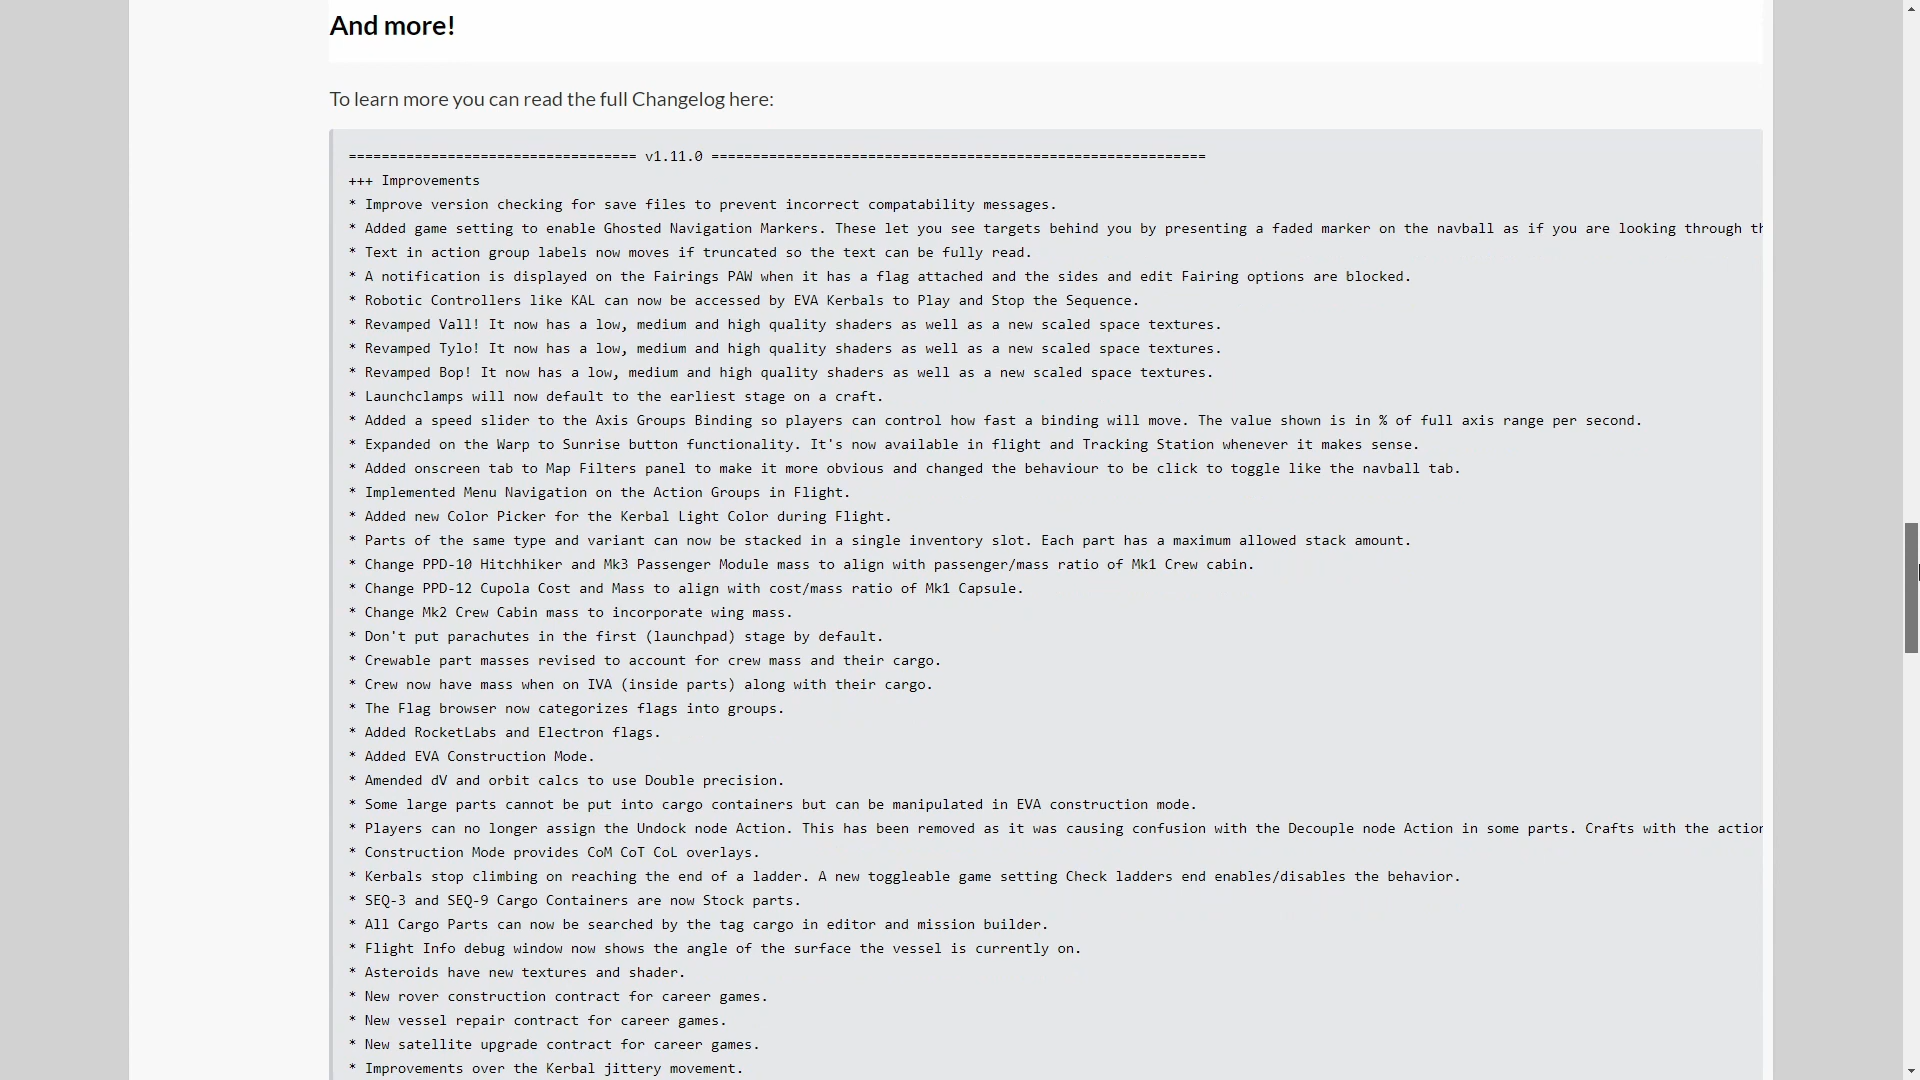 And more!
To learn more you can read the full Changelog here:
=================================== v1.11.0 ============================================================
+++ Improvements
* Improve version checking for save files to prevent incorrect compatability messages.
* Added game setting to enable Ghosted Navigation Markers. These let you see targets behind you by presenting a faded marker on the navball as if you are looking through th
* Text in action group labels now moves if truncated so the text can be fully read.
* A notification is displayed on the Fairings PAW when it has a flag attached and the sides and edit Fairing options are blocked.
* Robotic Controllers like KAL can now be accessed by EVA Kerbals to Play and Stop the Sequence.
* Revamped Vall! It now has a low, medium and high quality shaders as well as a new scaled space textures.
* Revamped Tylo! It now has a low, medium and high quality shaders as well as a new scaled space textures.
* Revamped Bop! It now has a low, medium and high quality shaders as well as a new scaled space textures.
* Launchclamps will now default to the earliest stage on a craft.
* Added a speed slider to the Axis Groups Binding so players can control how fast a binding will move. The value shown is in % of full axis range per second.
* Expanded on the Warp to Sunrise button functionality. It's now available in flight and Tracking Station whenever it makes sense.
* Added onscreen tab to Map Filters panel to make it more obvious and changed the behaviour to be click to toggle like the navball tab.
* Implemented Menu Navigation on the Action Groups in Flight.
* Added new Color Picker for the Kerbal Light Color during Flight.
* Parts of the same type and variant can now be stacked in a single inventory slot. Each part has a maximum allowed stack amount.
* Change PPD-10 Hitchhiker and Mk3 Passenger Module mass to align with passenger/mass ratio of Mk1 Crew cabin.
* Change PPD-12 Cupola Cost and Mass to align with cost/mass ratio of Mk1 Capsule.
* Change Mk2 Crew Cabin mass to incorporate wing mass.
* Don't put parachutes in the first (launchpad) stage by default.
* Crewable part masses revised to account for crew mass and their cargo.
* Crew now have mass when on IVA (inside parts) along with their cargo.
* The Flag browser now categorizes flags into groups.
* Added RocketLabs and Electron flags.
* Added EVA Construction Mode.
* Amended dV and orbit calcs to use Double precision.
* Some large parts cannot be put into cargo containers but can be manipulated in EVA construction mode.
* Players can no longer assign the Undock node Action. This has been removed as it was causing confusion with the Decouple node Action in some parts. Crafts with the action
* Construction Mode provides CoM CoT CoL overlays.
* Kerbals stop climbing on reaching the end of a ladder. A new toggleable game setting Check ladders end enables/disables the behavior.
* SEQ-3 and SEQ-9 Cargo Containers are now Stock parts.
* All Cargo Parts can now be searched by the tag cargo in editor and mission builder.
* Flight Info debug window now shows the angle of the surface the vessel is currently on.
* Asteroids have new textures and shader.
* New rover construction contract for career games.
* New vessel repair contract for career games.
* New satellite upgrade contract for career games.
* Improvements over the Kerbal jittery movement.